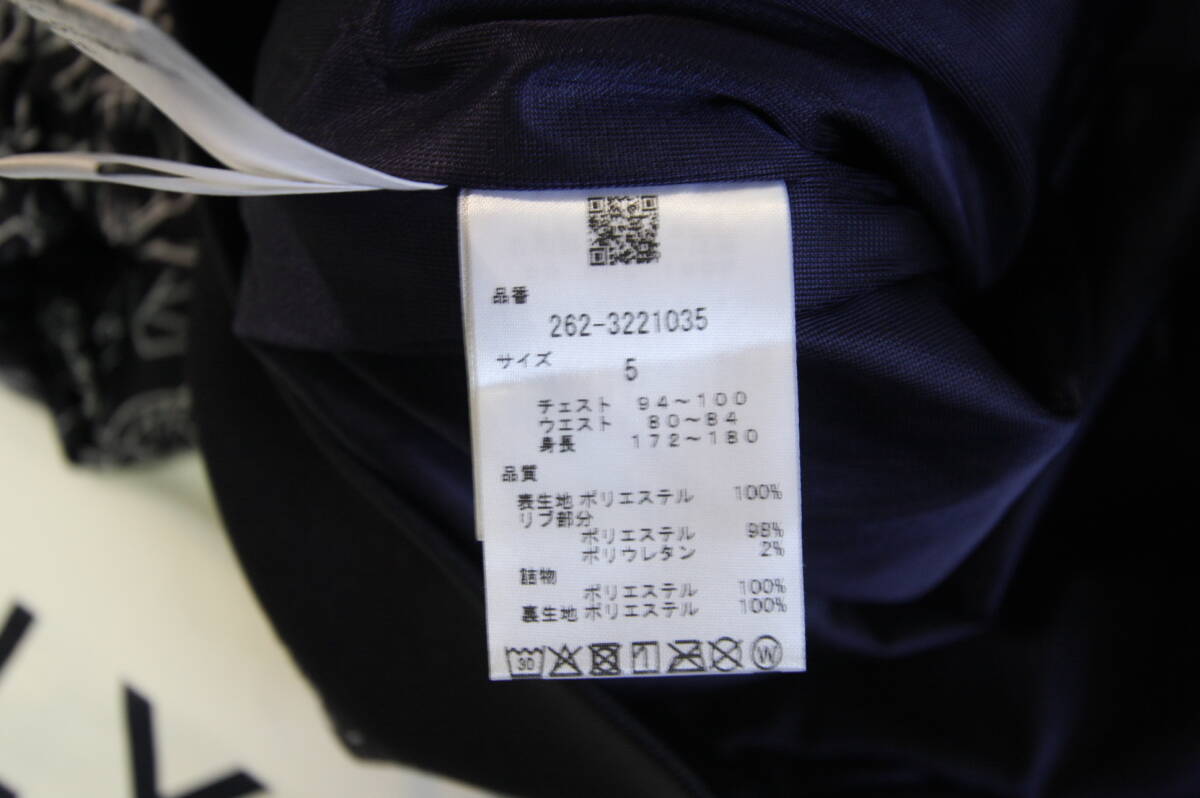 品番
262-3221035
サイズ
5
チェスト 94~100
ウエスト 80~84
身長 172~180
品質
表生地 ポリエステル 100%
リブ部分
ポリエステル 98%
ポリウレタン 2%
詰物
ポリエステル 100%
裏生地 ポリエステル 100%
30
W